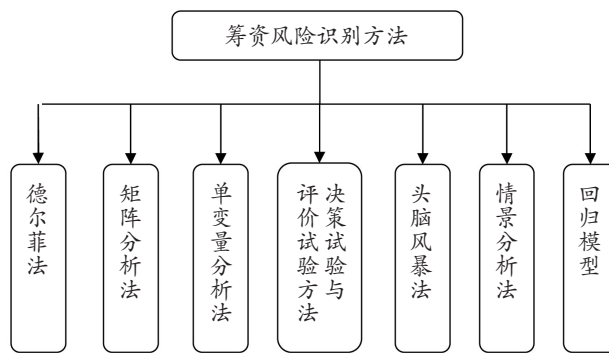 筹资风险识别方法
德尔菲法
矩阵分析法
单变量分析法
决策试验与
评价试验方法
头脑风暴法
情景分析法
回归模型